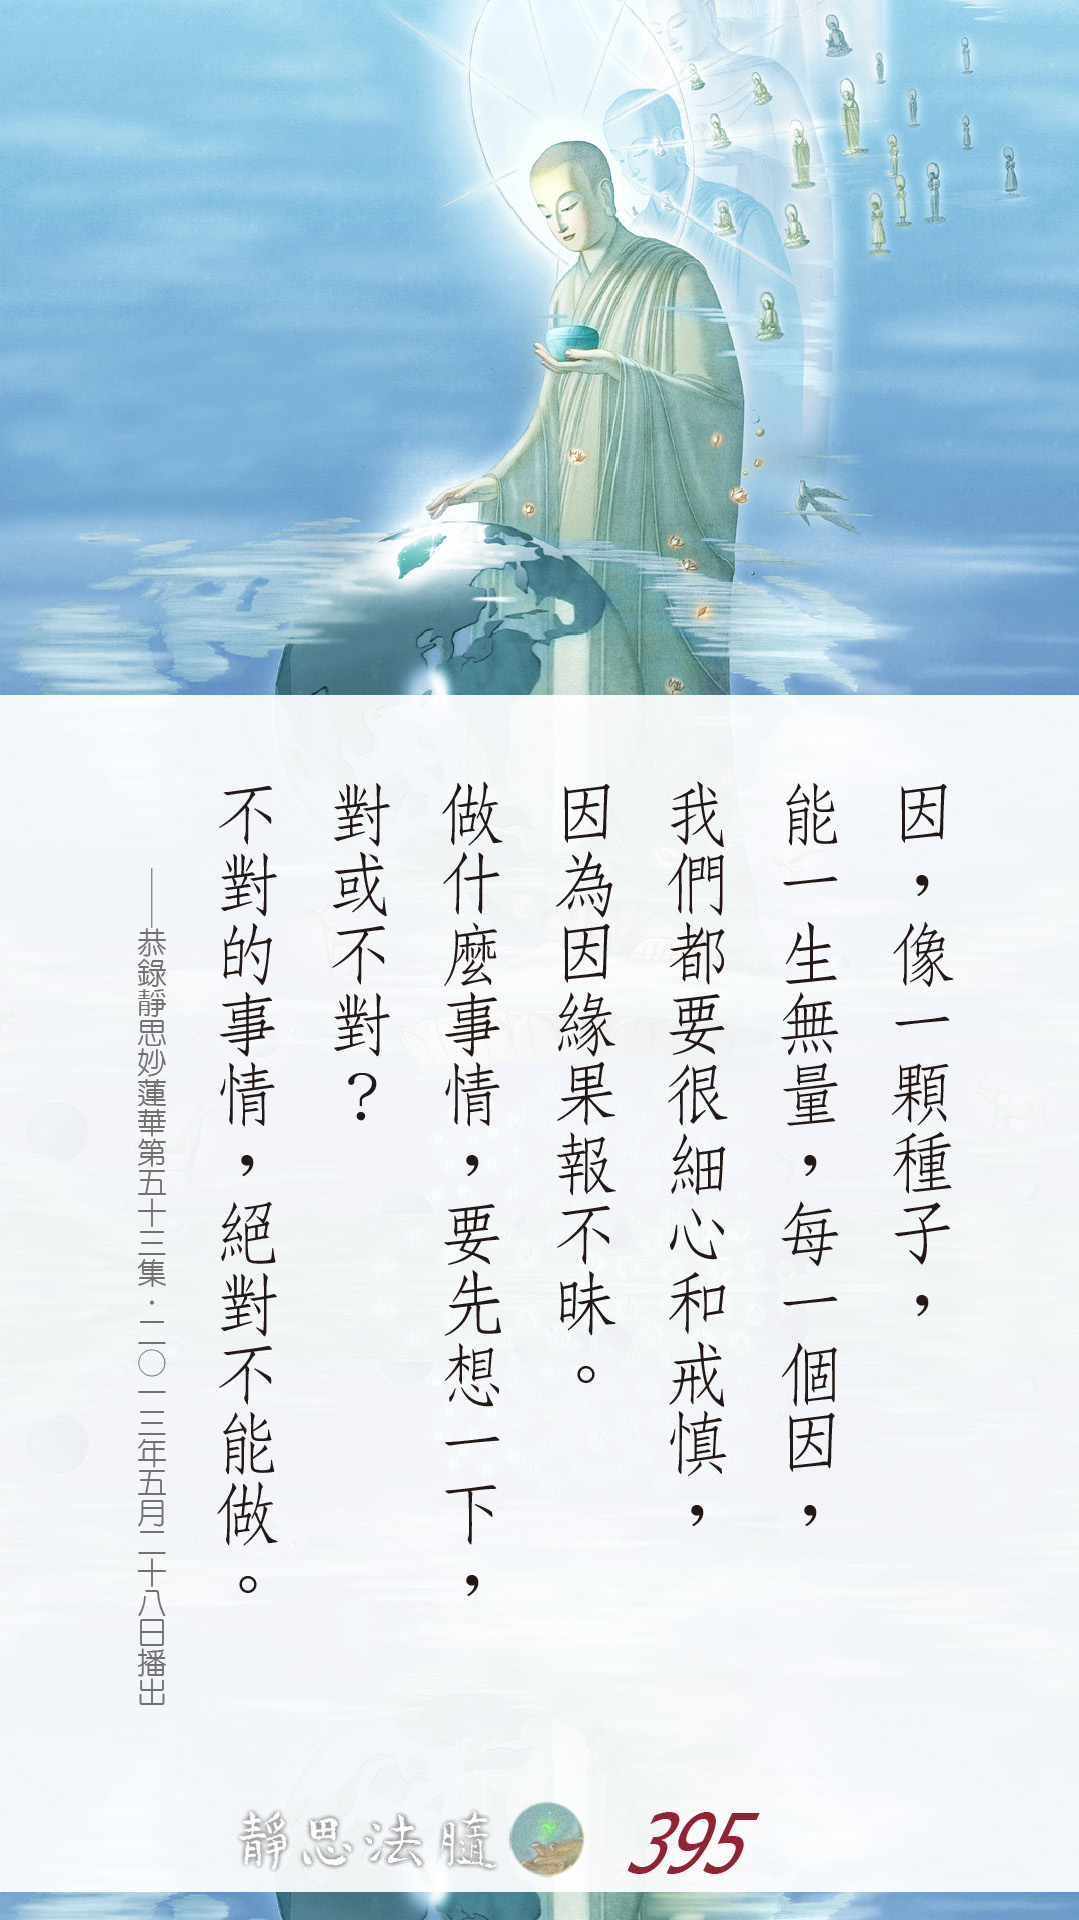 因，像一顆種子，
能一生無量，每一個因，
我們都要很細心和戒慎，
因為因緣果報不昧。
做什麼事情，要先想一下，
對或不對？
不對的事情，絕對不能做。
——恭錄靜思妙蓮華第五十三集．二〇一三年五月二十八日播出
靜思法髓
395